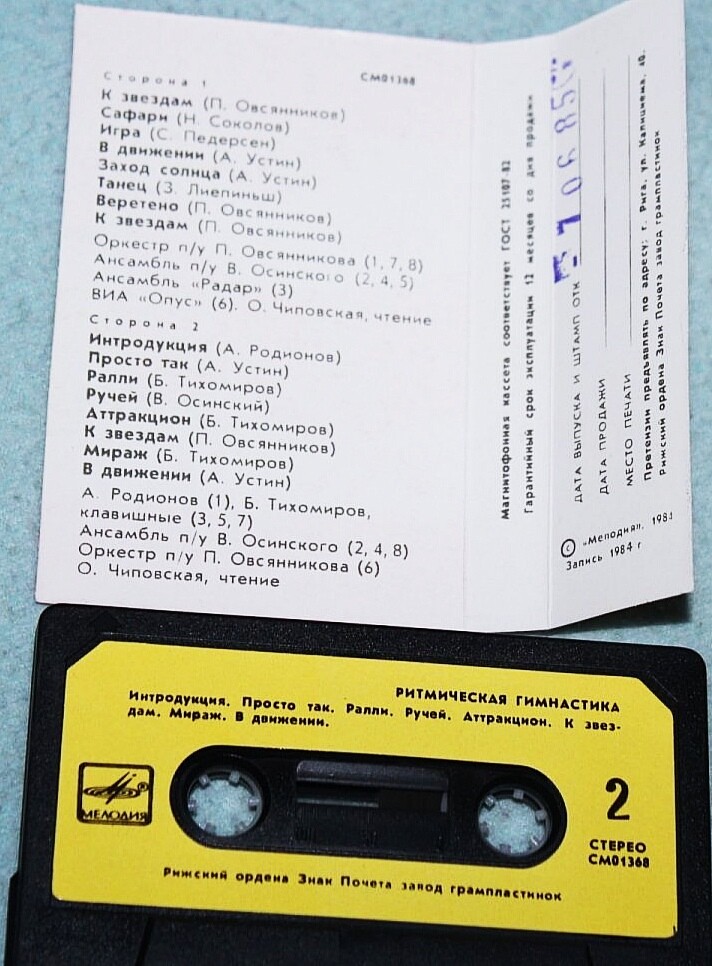 Сторона 1 СМ01368
К звездам (П. Овсянников)
Сафари (Н. Соколов)
Игра (С. Педерсен)
В движении (А. Устин)
Заход солнца (А. Устин)
Танец (З. Лиепиньш)
Веретено (П. Овсянников)
К звездам (П. Овсянников)
Оркестр п/у П. Овсянникова (1, 7, 8)
Ансамбль п/у В. Осинского (2, 4, 5)
Ансамбль «Радар» (3)
ВИА «Опус» (6). О. Чиповская, чтение
Сторона 2
Интродукция (А. Родионов)
Просто так (А. Устин)
Ралли (Б. Тихомиров)
Ручей (В. Осинский)
Аттракцион (Б. Тихомиров)
К звездам (П. Овсянников)
Мираж (Б. Тихомиров)
В движении (А. Устин)
А. Родионов (1), Б. Тихомиров,
клавишные (3, 5, 7)
Ансамбль п/у В. Осинского (2, 4, 8)
Оркестр п/у П. Овсянникова (6)
О. Чиповская, чтение
Магнитофонная кассета соответствует ГОСТ 25107-82
Гарантийный срок эксплуатации 12 месяцев со дня продажи
ДАТА ВЫПУСКА И ШТАМП ОТК
ДАТА ПРОДАЖИ
МЕСТО ПЕЧАТИ
Претензии предъявлять по адресу: г. Рига, ул. Калнциема, 40.
Рижский ордена Знак Почета завод грампластинок
© «Мелодия», 1984
Запись 1984 г
РИТМИЧЕСКАЯ ГИМНАСТИКА
Интродукция. Просто так. Ралли. Ручей. Аттракцион. К звез-
дам. Мираж. В движении.
МЕЛОДИЯ
2
СТЕРЕО
СМ01368
Рижский ордена Знак Почета завод грампластинок